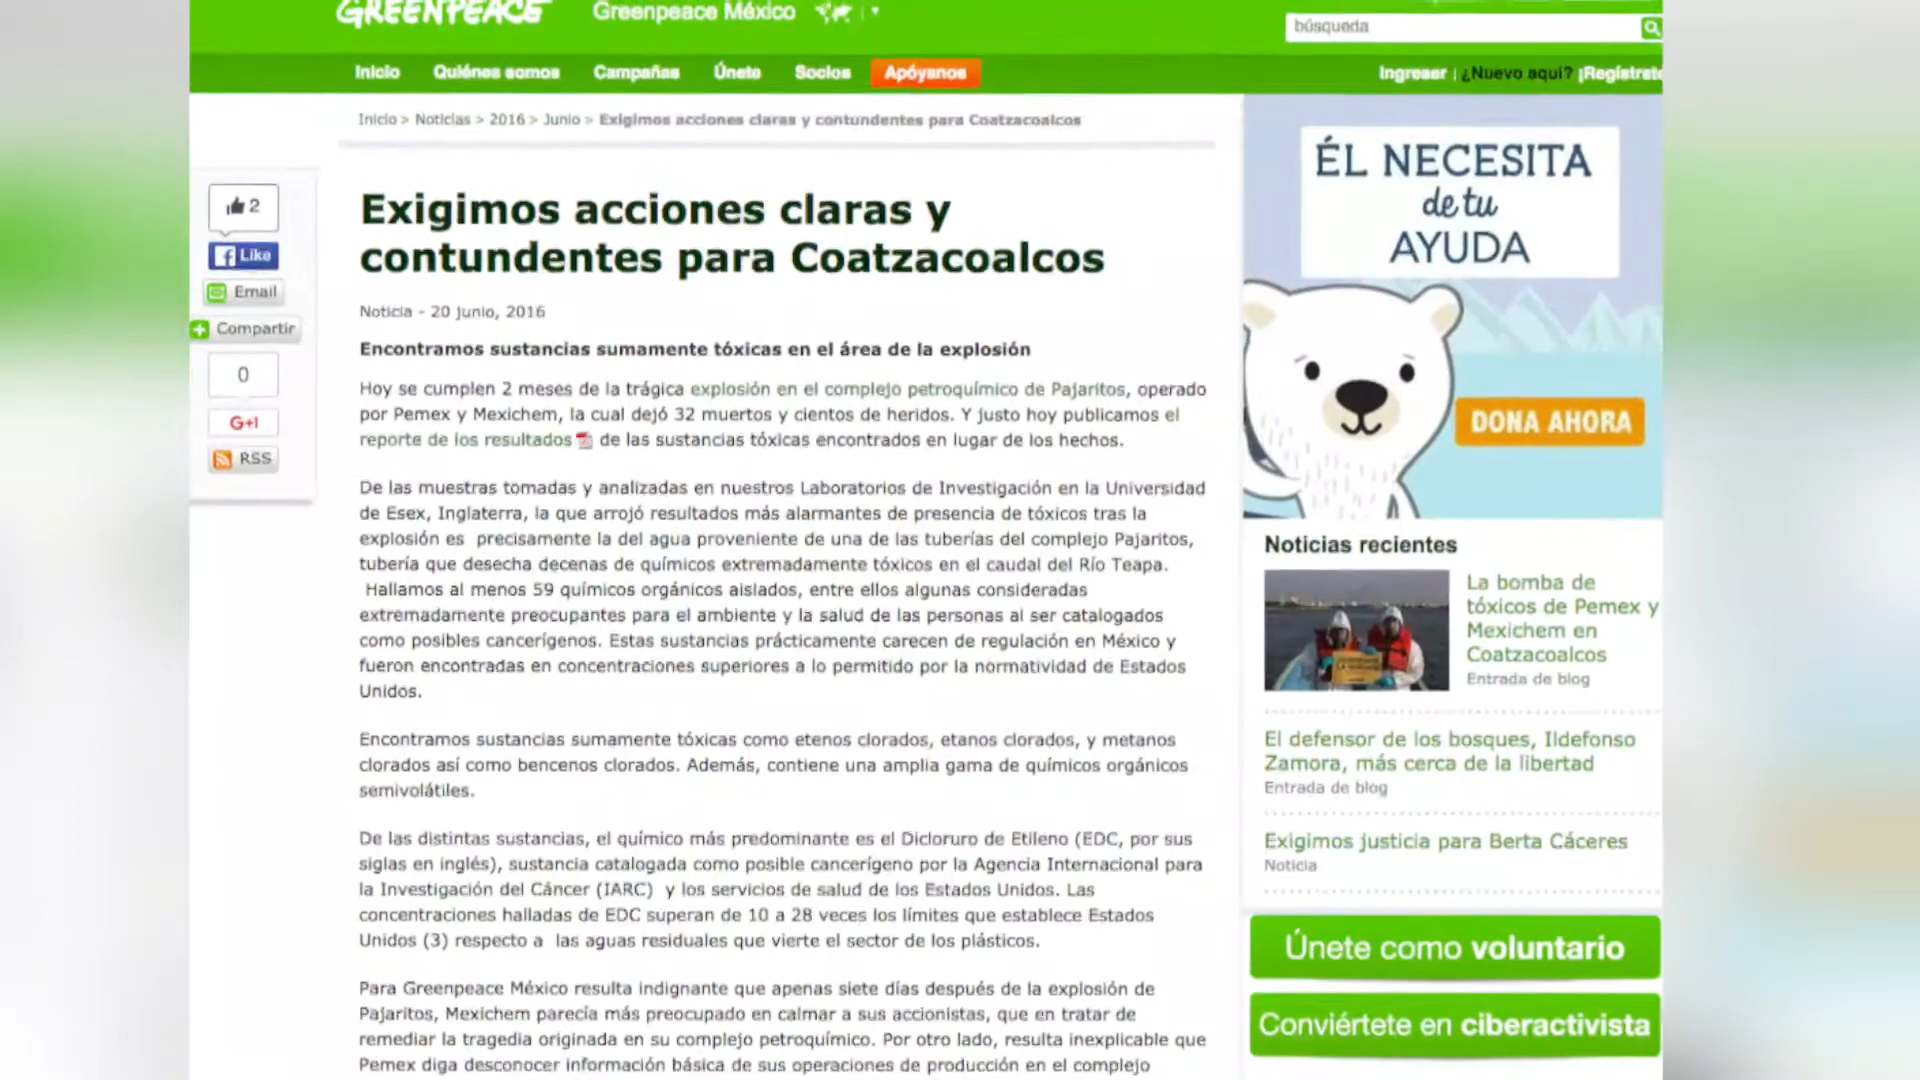 GREENPEACE Greenpeace México
búsqueda
Inicio Quiénes somos Campañas Únete Socios Apóyanos
Ingresar | ¿Nuevo aquí? ¡Regístrate
Inicio > Noticias > 2016 > Junio > Exigimos acciones claras y contundentes para Coatzacoalcos
2
Like
Email
Compartir
0
G+1
RSS
Exigimos acciones claras y
contundentes para Coatzacoalcos
Noticia - 20 junio, 2016
Encontramos sustancias sumamente tóxicas en el área de la explosión
Hoy se cumplen 2 meses de la trágica explosión en el complejo petroquímico de Pajaritos, operado
por Pemex y Mexichem, la cual dejó 32 muertos y cientos de heridos. Y justo hoy publicamos el
reporte de los resultados de las sustancias tóxicas encontrados en lugar de los hechos.
De las muestras tomadas y analizadas en nuestros Laboratorios de Investigación en la Universidad
de Esex, Inglaterra, la que arrojó resultados más alarmantes de presencia de tóxicos tras la
explosión es precisamente la del agua proveniente de una de las tuberías del complejo Pajaritos,
tubería que desecha decenas de químicos extremadamente tóxicos en el caudal del Río Teapa.
Hallamos al menos 59 químicos orgánicos aislados, entre ellos algunas consideradas
extremadamente preocupantes para el ambiente y la salud de las personas al ser catalogados
como posibles cancerígenos. Estas sustancias prácticamente carecen de regulación en México y
fueron encontradas en concentraciones superiores a lo permitido por la normatividad de Estados
Unidos.
Encontramos sustancias sumamente tóxicas como etenos clorados, etanos clorados, y metanos
clorados así como bencenos clorados. Además, contiene una amplia gama de químicos orgánicos
semivolátiles.
De las distintas sustancias, el químico más predominante es el Dicloruro de Etileno (EDC, por sus
siglas en inglés), sustancia catalogada como posible cancerígeno por la Agencia Internacional para
la Investigación del Cáncer (IARC) y los servicios de salud de los Estados Unidos. Las
concentraciones halladas de EDC superan de 10 a 28 veces los límites que establece Estados
Unidos (3) respecto a las aguas residuales que vierte el sector de los plásticos.
Para Greenpeace México resulta indignante que apenas siete días después de la explosión de
Pajaritos, Mexichem parecía más preocupado en calmar a sus accionistas, que en tratar de
remediar la tragedia originada en su complejo petroquímico. Por otro lado, resulta inexplicable que
Pemex diga desconocer información básica de sus operaciones de producción en el complejo
ÉL NECESITA
de tu
AYUDA
DONA AHORA
Noticias recientes
La bomba de
tóxicos de Pemex y
Mexichem en
Coatzacoalcos
Entrada de blog
El defensor de los bosques, Ildefonso
Zamora, más cerca de la libertad
Entrada de blog
Exigimos justicia para Berta Cáceres
Noticia
Únete como voluntario
Conviértete en ciberactivista